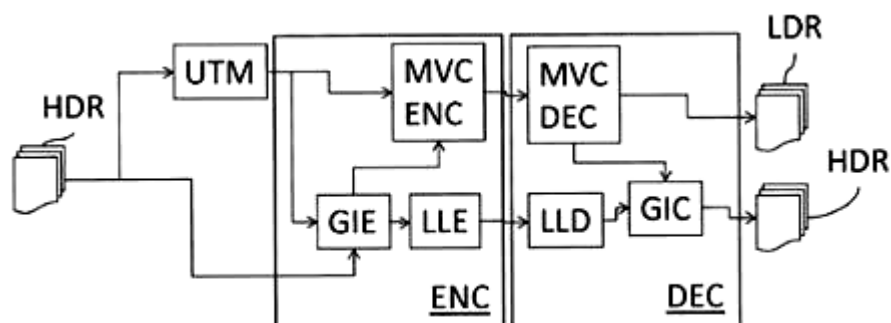 LDR
UTM
MVC
ENC
MVC
DEC
HDR
HDR
GIE
LLE
LLD
GIC
ENC
DEC